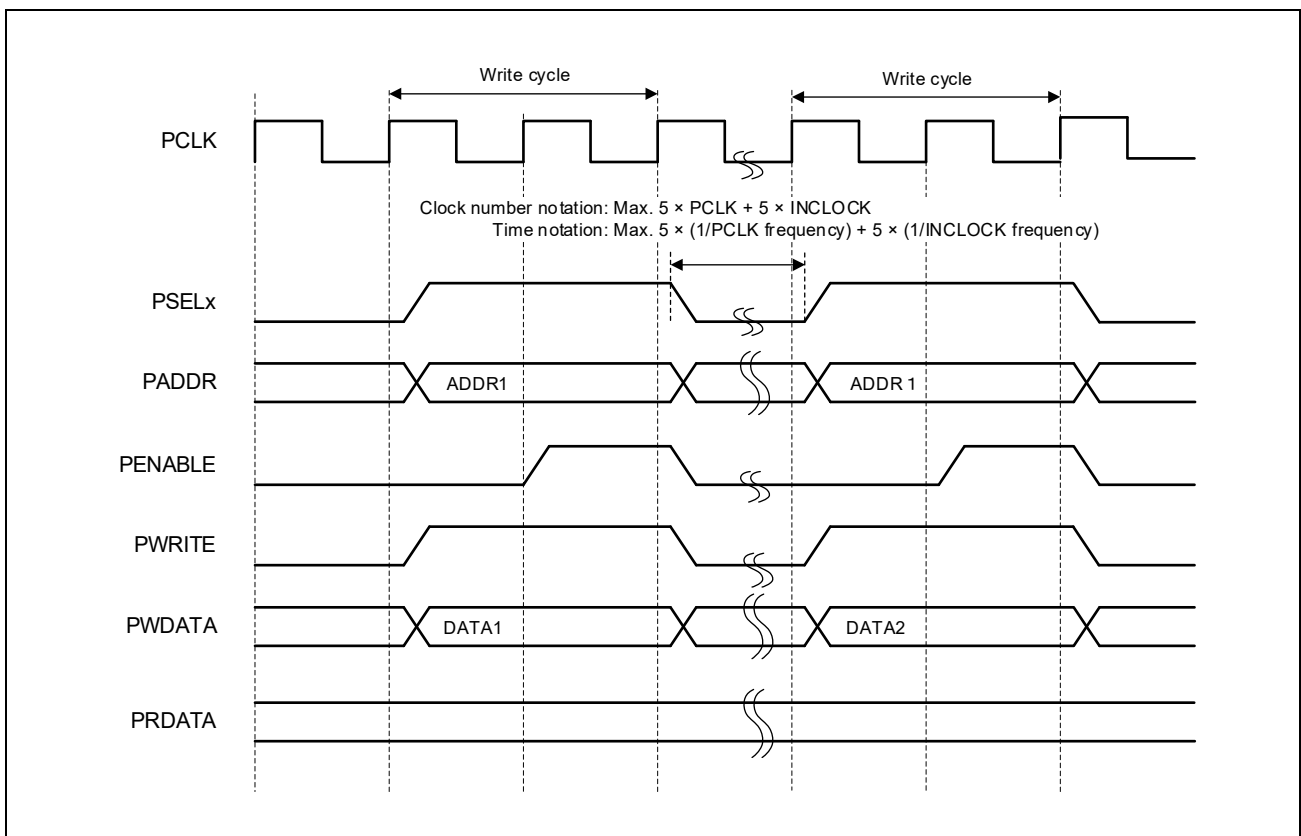 Write cycle
Write cycle
PCLK
Clock number notation: Max. 5 × PCLK + 5 × INCLOCK
Time notation: Max. 5 × (1/PCLK frequency) + 5 × (1/INCLOCK frequency)
PSELx
PADDR
ADDR1
ADDR 1
PENABLE
PWRITE
PWDATA
DATA1
DATA2
PRDATA